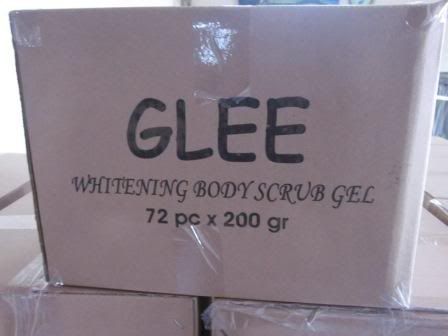 GLEE
WHITENING BODY SCRUB GEL
72 pc x 200 gr